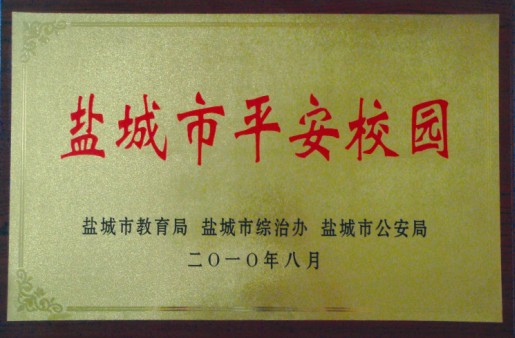 盐城市平安校园
盐城市教育局 盐城市综治办 盐城市公安局
二〇一〇年八月